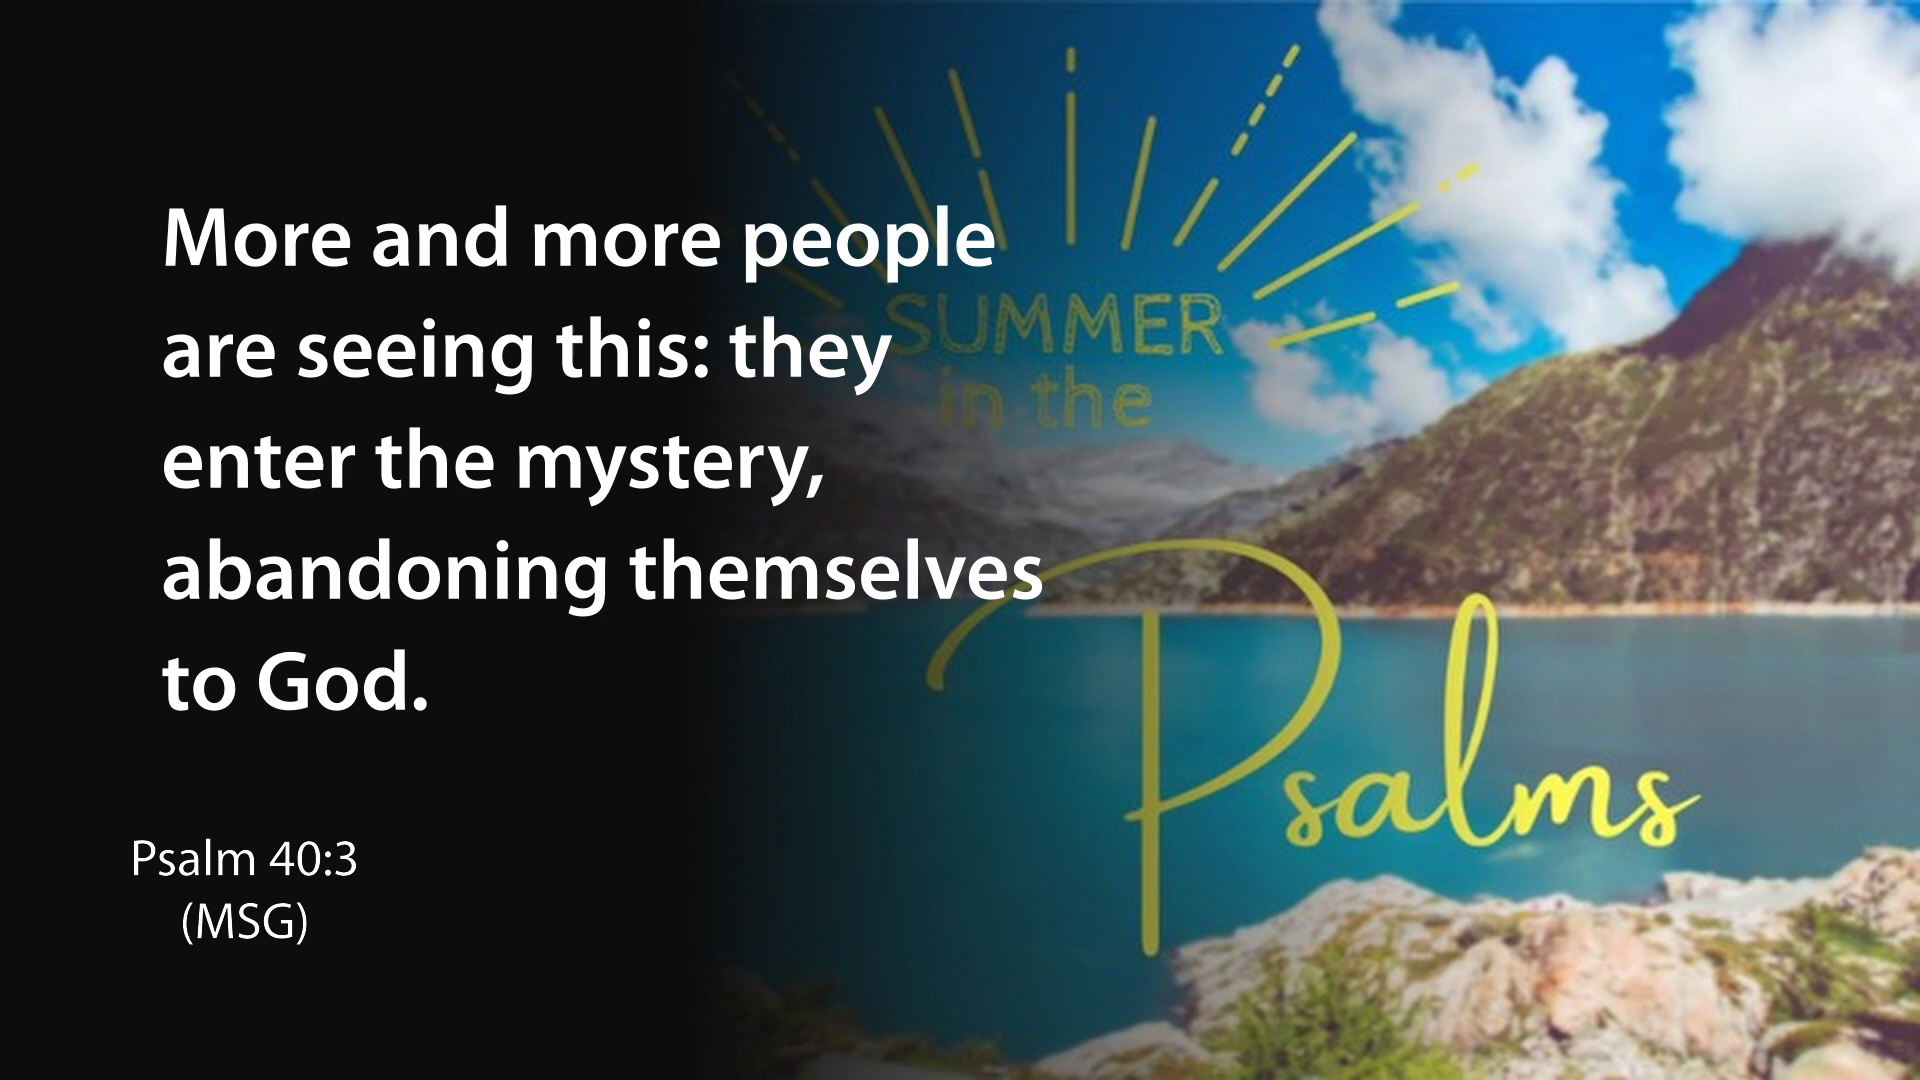 More and more people
are seeing this: they
enter the mystery,
abandoning themselves
to God.
Psalm 40:3
(MSG)
SUMMER
in the
Psalms